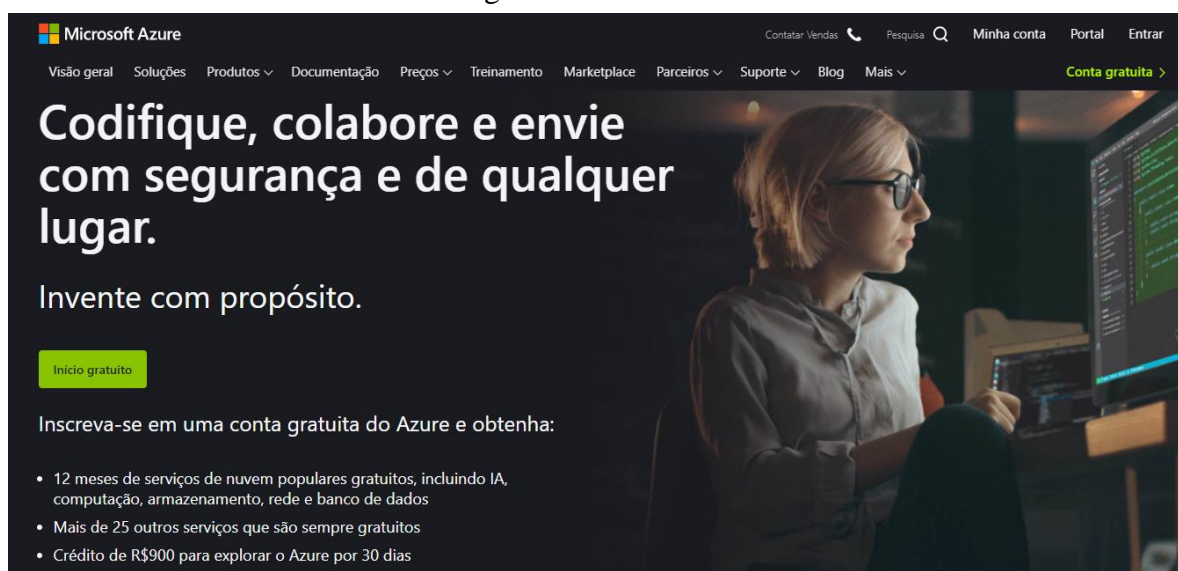 Microsoft Azure
Contatar Vendas
Pesquisa
Minha conta
Portal
Entrar
Visão geral
Soluções
Produtos
Documentação
Preços
Treinamento
Marketplace
Parceiros
Suporte
Blog
Mais
Conta gratuita >
Codifique, colabore e envie
com segurança e de qualquer
lugar.
Invente com propósito.
Início gratuito
Inscreva-se em uma conta gratuita do Azure e obtenha:
• 12 meses de serviços de nuvem populares gratuitos, incluindo IA,
computação, armazenamento, rede e banco de dados
• Mais de 25 outros serviços que são sempre gratuitos
• Crédito de R$900 para explorar o Azure por 30 dias